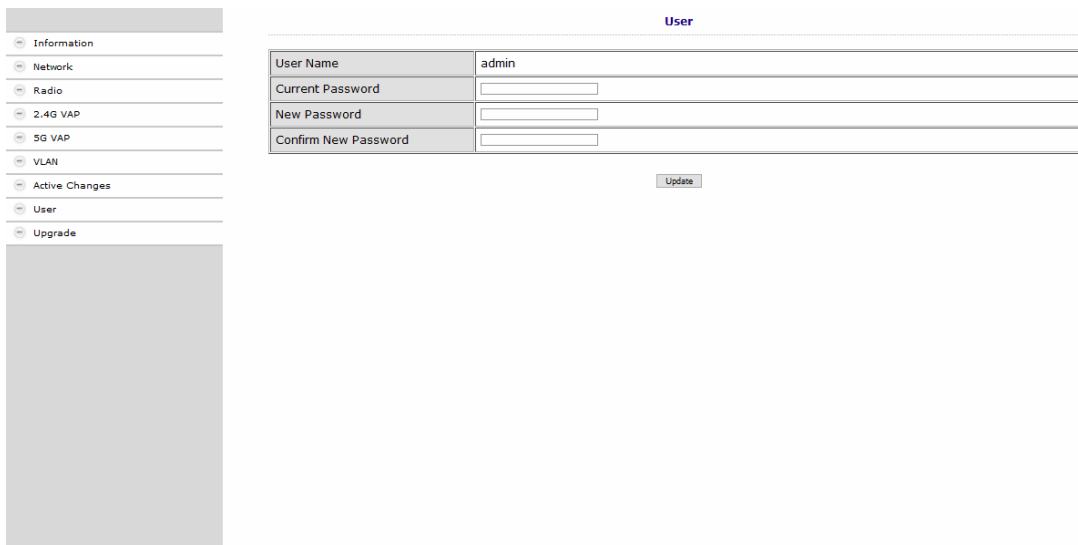 User
Information
Network
Radio
2.4G VAP
5G VAP
VLAN
Active Changes
User
Upgrade
User Name admin
Current Password
New Password
Confirm New Password
Update